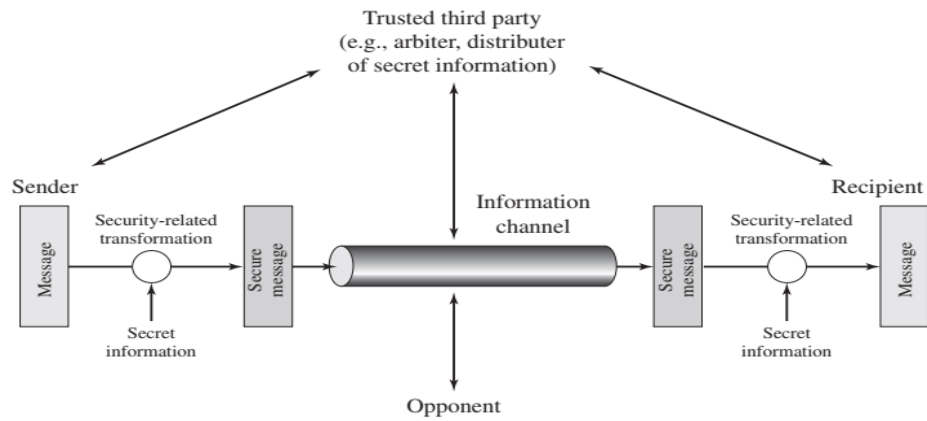 Trusted third party
(e.g., arbiter, distributer
of secret information)
Sender
Recipient
Information
channel
Security-related
transformation
Security-related
transformation
Message
Secure
message
Secure
message
Message
Secret
information
Secret
information
Opponent